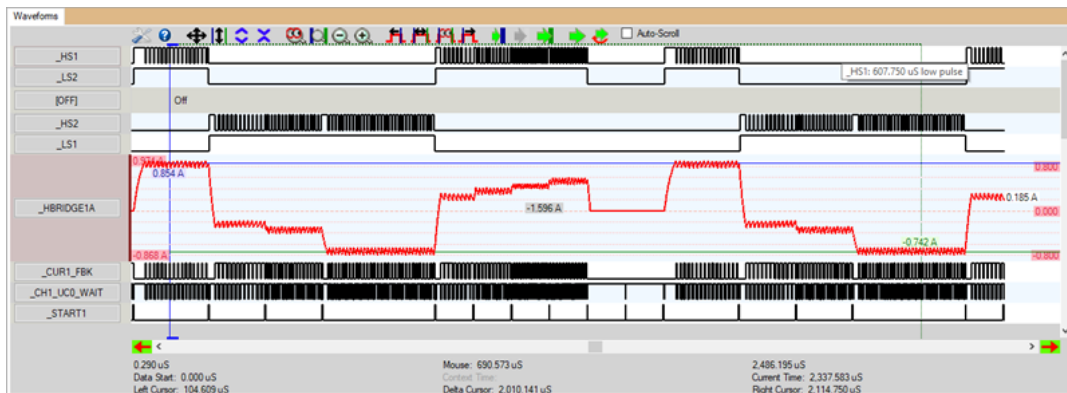 Waveforms
Auto-Scroll
_HS1
_HS1: 607.750 uS low pulse
_LS2
[OFF]
Off
_HS2
_LS1
0.974 A
0.800
0.854 A
0.185 A
_HBRIDGE1A
-1.596 A
0.000
-0.742 A
-0.868 A
-0.800
_CUR1_FBK
_CH1_UC0_WAIT
_START1
0.290 uS
Mouse: 690.573 uS
2,486.195 uS
Data Start: 0.000 uS
Context Time:
Current Time: 2,337.583 uS
Left Cursor: 104.609 uS
Delta Cursor: 2,010.141 uS
Right Cursor: 2,114.750 uS